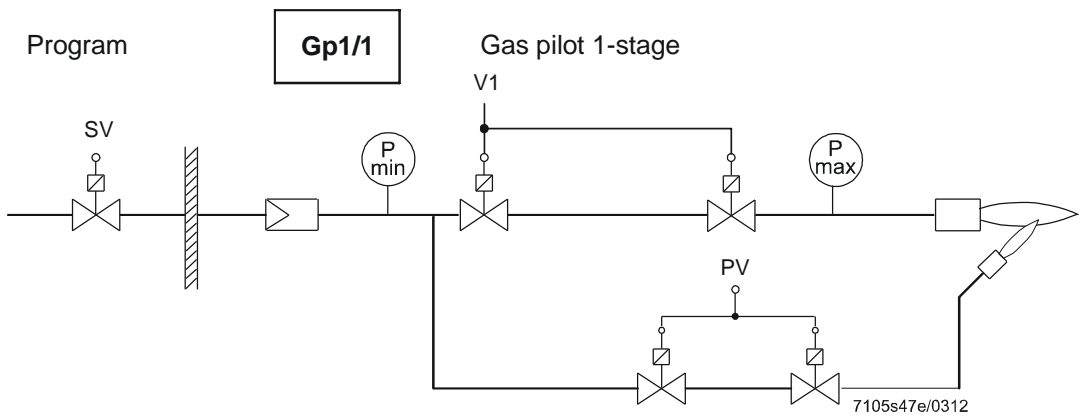 Program Gp1/1 Gas pilot 1-stage
V1
SV
P
min
P
max
PV
7105s47e/0312